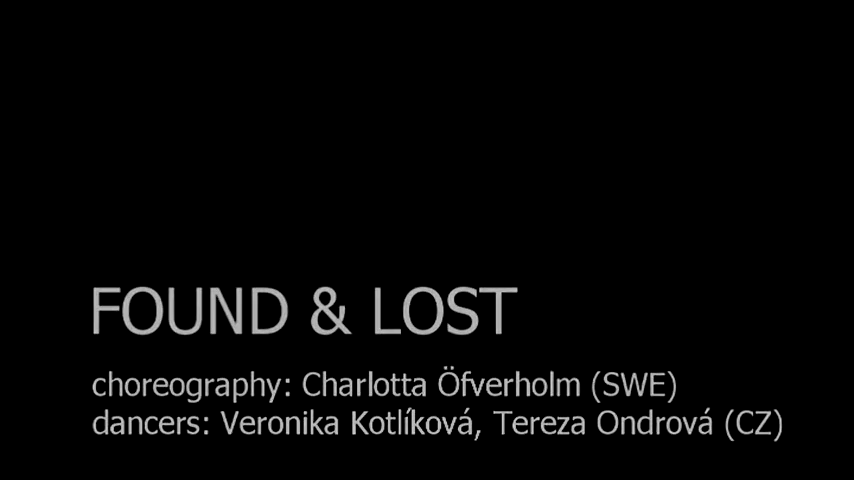 FOUND & LOST
choreography: Charlotta Öfverholm (SWE)
dancers: Veronika Kotlíková, Tereza Ondrová (CZ)